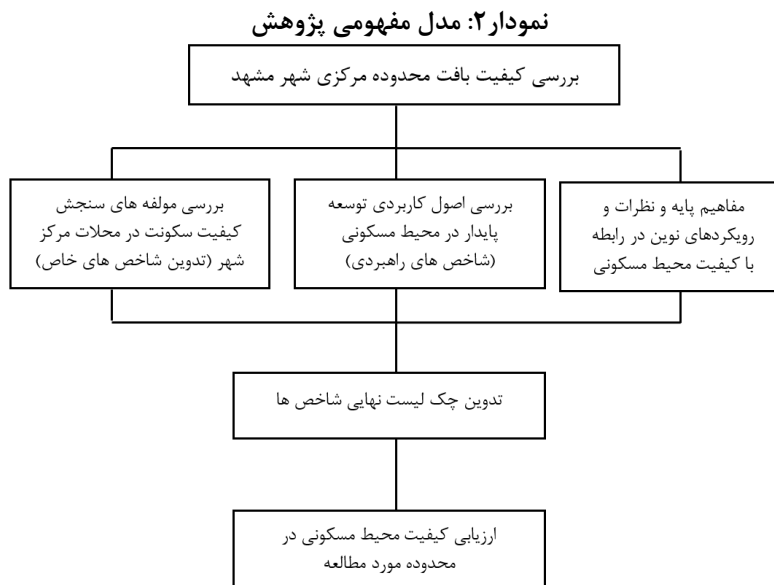 نمودار۲: مدل مفهومی پژوهش
بررسی کیفیت بافت محدوده مرکزی شهر مشهد
مفاهیم پایه و نظرات و
رویکردهای نوین در رابطه
با کیفیت محیط مسکونی
بررسی اصول کاربردی توسعه
پایدار در محیط مسکونی
(شاخص های راهبردی)
بررسی مولفه های سنجش
کیفیت سکونت در محلات مرکز
شهر (تدوین شاخص های خاص)
تدوین چک لیست نهایی شاخص ها
ارزیابی کیفیت محیط مسکونی در
محدوده مورد مطالعه